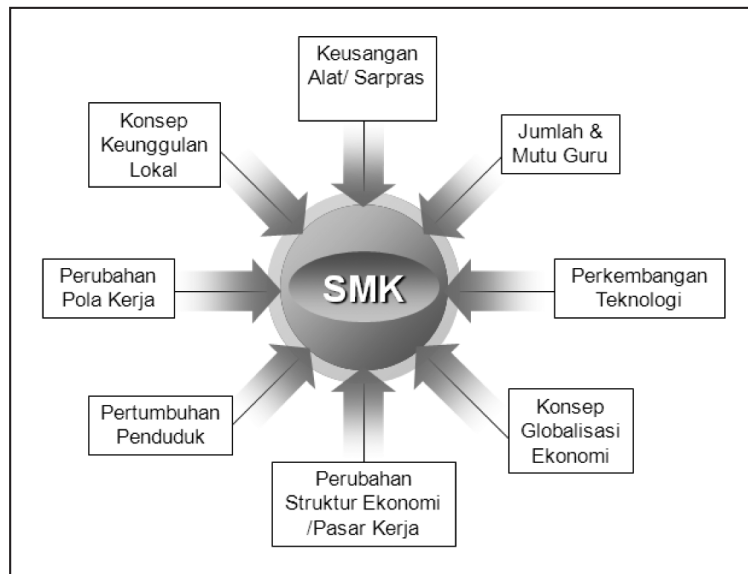 Keusangan
Alat/ Sarpras
Konsep
Keunggulan
Lokal
Jumlah &
Mutu Guru
Perubahan
Pola Kerja
SMK
Perkembangan
Teknologi
Pertumbuhan
Penduduk
Konsep
Globalisasi
Ekonomi
Perubahan
Struktur Ekonomi
/Pasar Kerja